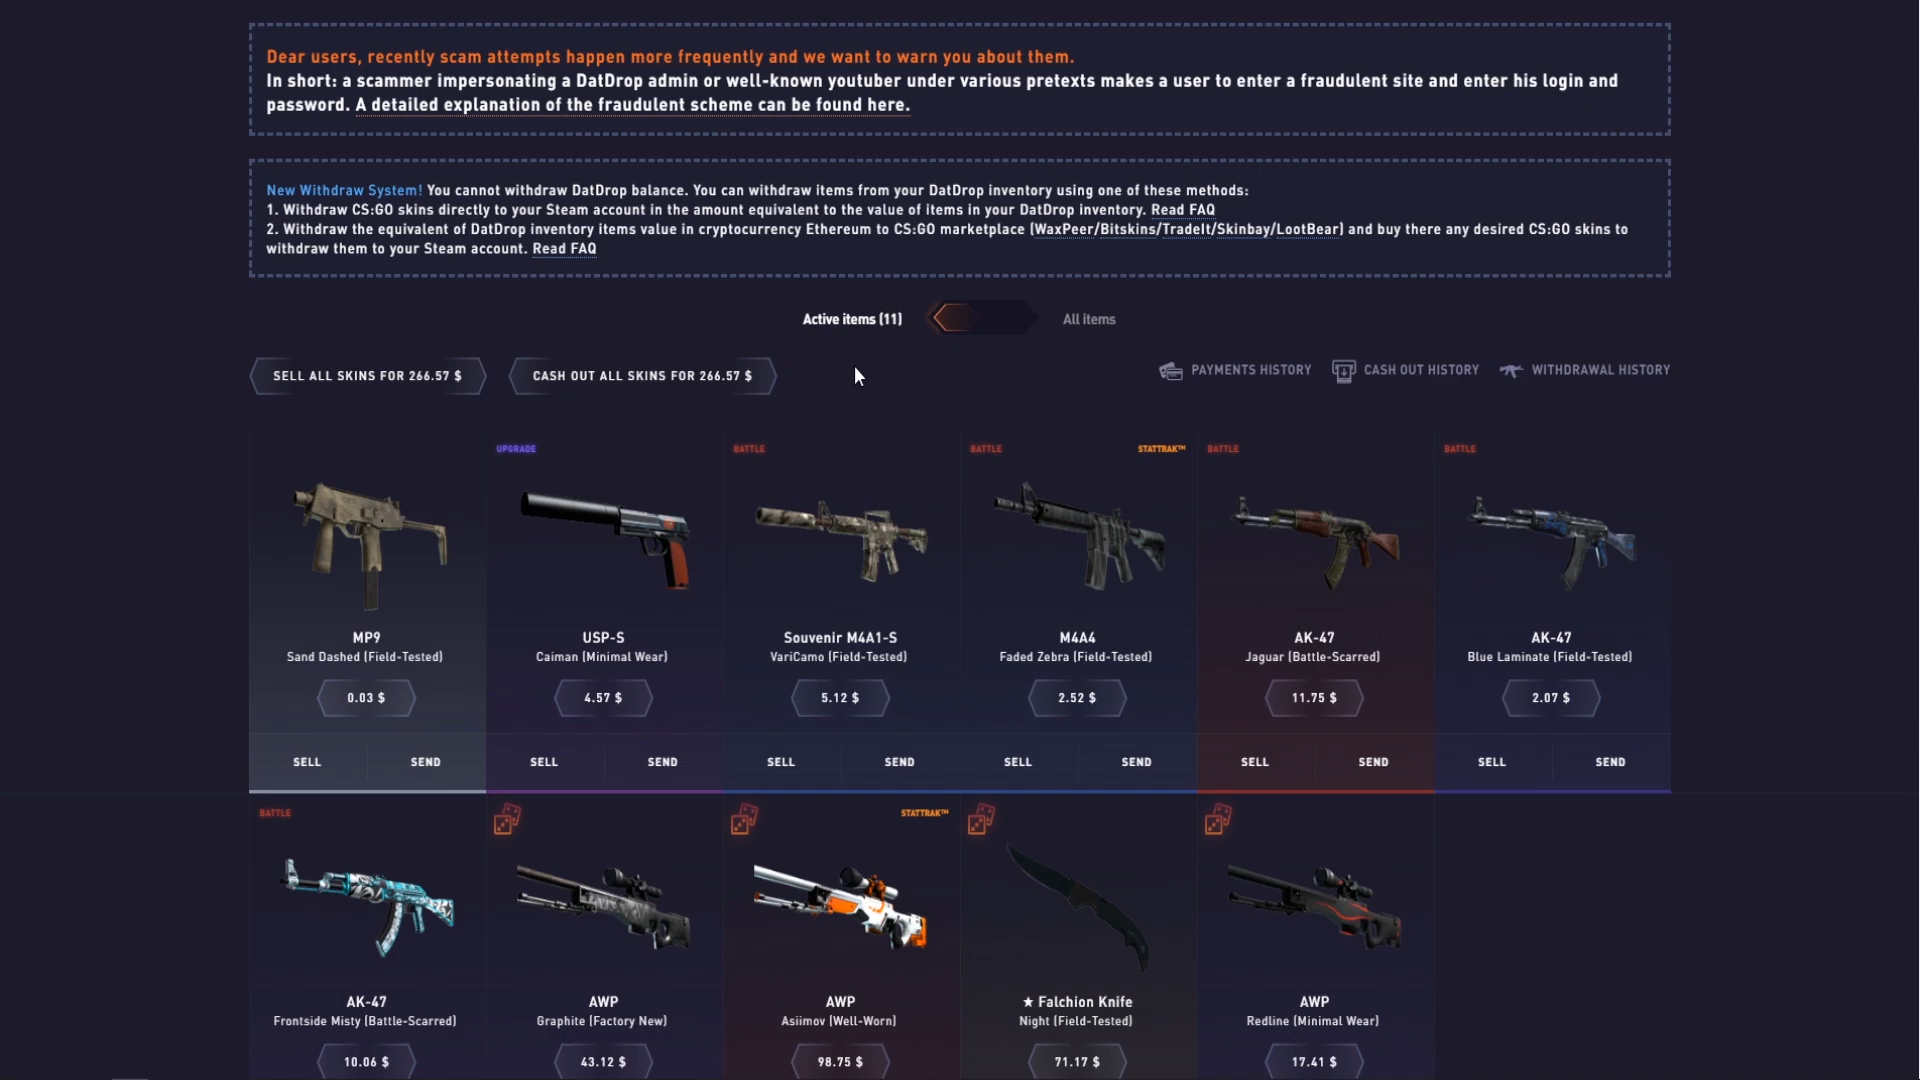 Dear users, recently scam attempts happen more frequently and we want to warn you about them.
In short: a scammer impersonating a DatDrop admin or well-known youtuber under various pretexts makes a user to enter a fraudulent site and enter his login and
password. A detailed explanation of the fraudulent scheme can be found here.
New Withdraw System! You cannot withdraw DatDrop balance. You can withdraw items from your DatDrop inventory using one of these methods:
1. Withdraw CS:GO skins directly to your Steam account in the amount equivalent to the value of items in your DatDrop inventory. Read FAQ
2. Withdraw the equivalent of DatDrop inventory items value in cryptocurrency Ethereum to CS:GO marketplace (WaxPeer/Bitskins/TradeIt/Skinbay/LootBear) and buy there any desired CS:GO skins to
withdraw them to your Steam account. Read FAQ
Active items (11) All items
SELL ALL SKINS FOR 266.57 $ CASH OUT ALL SKINS FOR 266.57 $ PAYMENTS HISTORY CASH OUT HISTORY WITHDRAWAL HISTORY
UPGRADE BATTLE BATTLE STATTRAK™ BATTLE BATTLE
MP9 USP-S Souvenir M4A1-S M4A4 AK-47 AK-47
Sand Dashed (Field-Tested) Caiman (Minimal Wear) VariCamo (Field-Tested) Faded Zebra (Field-Tested) Jaguar (Battle-Scarred) Blue Laminate (Field-Tested)
0.03 $ 4.57 $ 5.12 $ 2.52 $ 11.75 $ 2.07 $
SELL SEND SELL SEND SELL SEND SELL SEND SELL SEND SELL SEND
BATTLE STATTRAK™
AK-47 AWP AWP ★ Falchion Knife AWP
Frontside Misty (Battle-Scarred) Graphite (Factory New) Asiimov (Well-Worn) Night (Field-Tested) Redline (Minimal Wear)
10.06 $ 43.12 $ 98.75 $ 71.17 $ 17.41 $